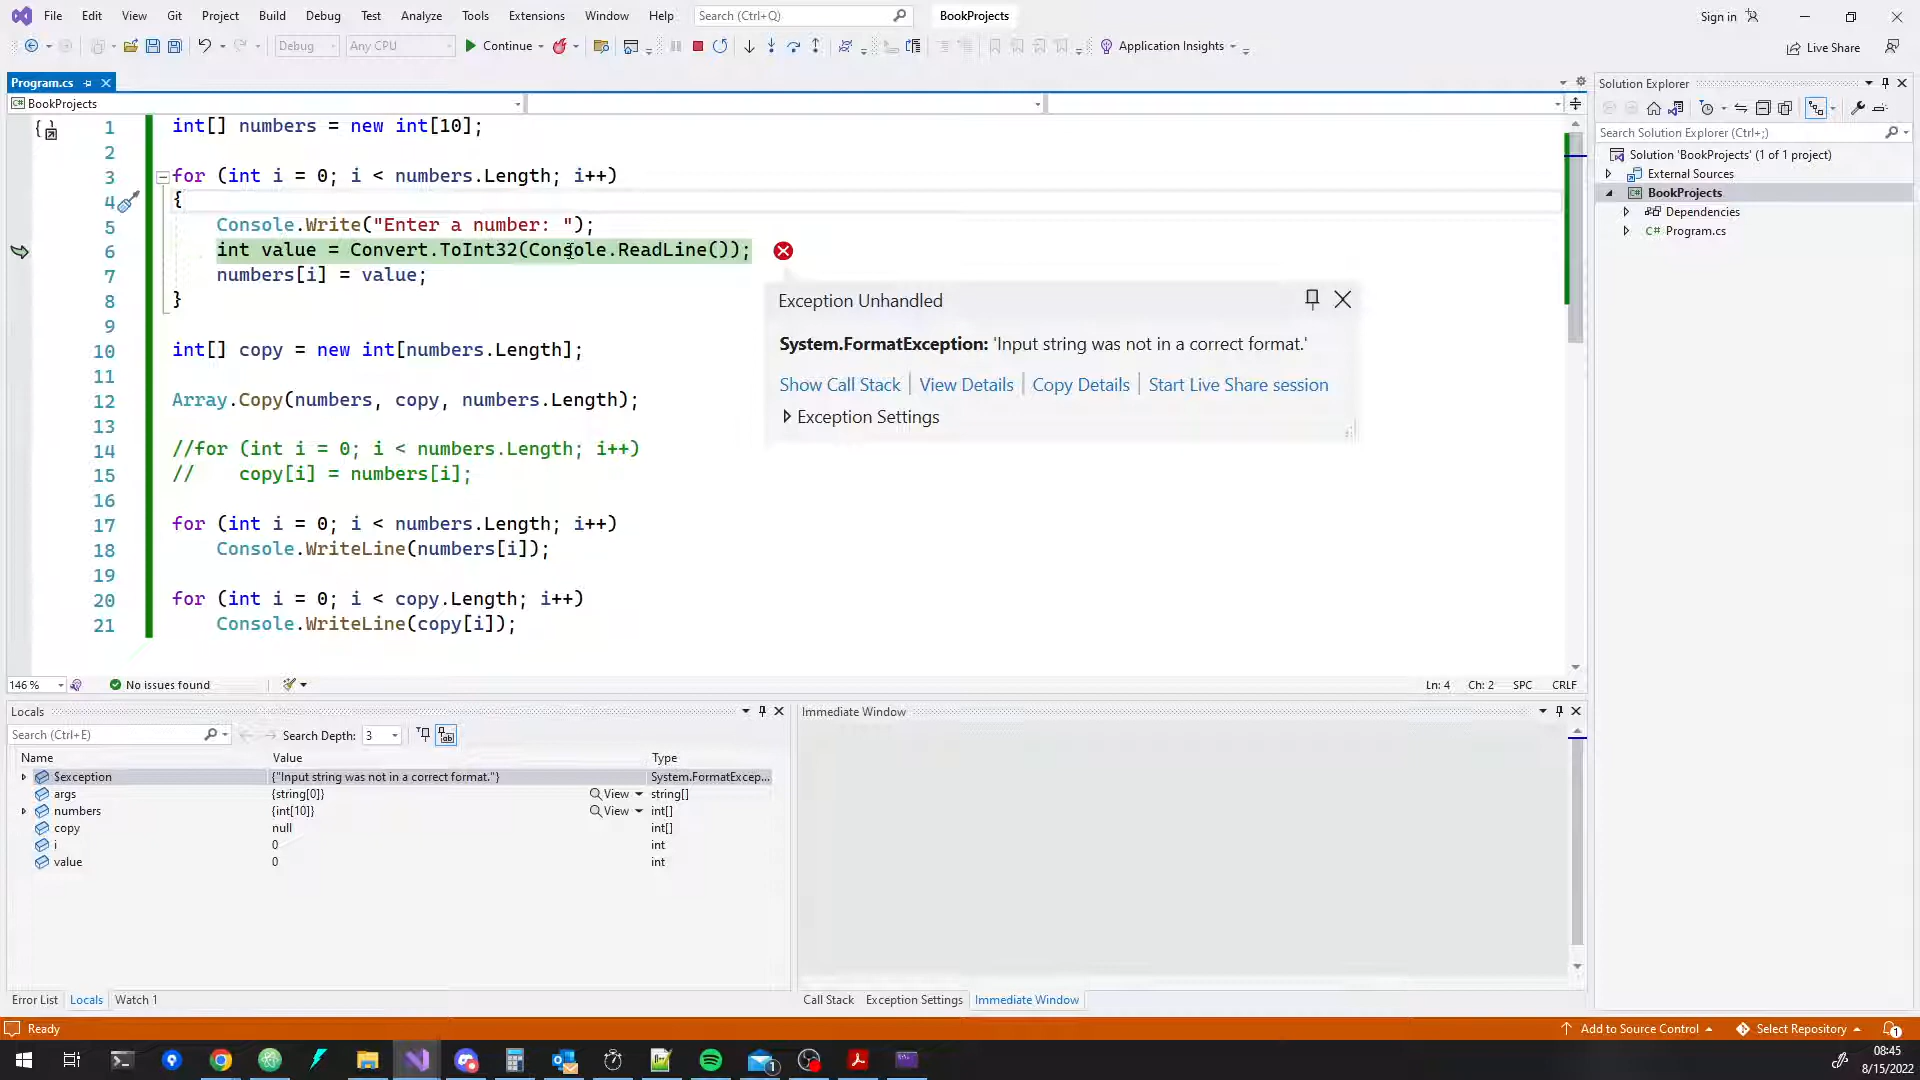 File Edit View Git Project Build Debug Test Analyze Tools Extensions Window Help Search (Ctrl+Q) BookProjects Sign in
Debug Any CPU Continue Application Insights Live Share
Program.cs
BookProjects
1 int[] numbers = new int[10];
2
3 for (int i = 0; i < numbers.Length; i++)
4 {
5 Console.Write("Enter a number: ");
6 int value = Convert.ToInt32(Console.ReadLine());
7 numbers[i] = value;
8 }
9
10 int[] copy = new int[numbers.Length];
11
12 Array.Copy(numbers, copy, numbers.Length);
13
14 //for (int i = 0; i < numbers.Length; i++)
15 // copy[i] = numbers[i];
16
17 for (int i = 0; i < numbers.Length; i++)
18 Console.WriteLine(numbers[i]);
19
20 for (int i = 0; i < copy.Length; i++)
21 Console.WriteLine(copy[i]);
Exception Unhandled
System.FormatException: 'Input string was not in a correct format.'
Show Call Stack | View Details | Copy Details | Start Live Share session
Exception Settings
Solution Explorer
Search Solution Explorer (Ctrl+;)
Solution 'BookProjects' (1 of 1 project)
External Sources
BookProjects
Dependencies
C# Program.cs
146 % No issues found Ln: 4 Ch: 2 SPC CRLF
Locals
Search (Ctrl+E) Search Depth: 3
Name Value Type
$exception {"Input string was not in a correct format."} System.FormatExcep...
args {string[0]} View string[]
numbers {int[10]} View int[]
copy null int[]
i 0 int
value 0 int
Error List Locals Watch 1
Immediate Window
Call Stack Exception Settings Immediate Window
Ready Add to Source Control Select Repository 1
1
08:45
8/15/2022